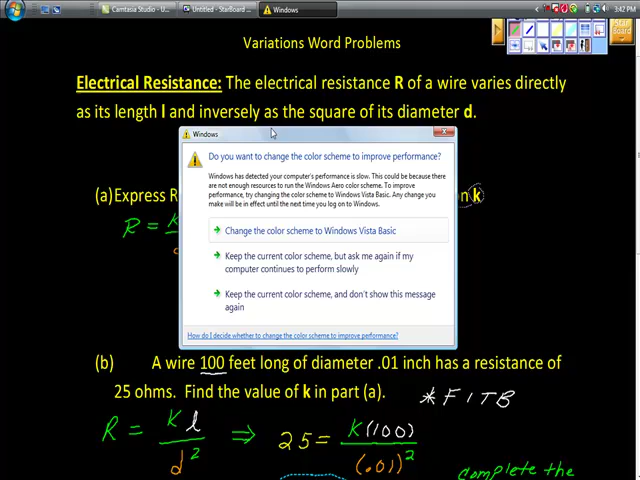 Camtasia Studio - U...
Untitled - StarBoard ...
Windows
3:42 PM
Variations Word Problems
Star
Board
Electrical Resistance: The electrical resistance R of a wire varies directly
as its length l and inversely as the square of its diameter d.
Windows
Do you want to change the color scheme to improve performance?
Windows has detected your computer's performance is slow. This could be because there
are not enough resources to run the Windows Aero color scheme. To improve
performance, try changing the color scheme to Windows Vista Basic. Any change you
make will be in effect until the next time you log on to Windows.
(a) Express R
on k
R = K
Change the color scheme to Windows Vista Basic
Keep the current color scheme, but ask me again if my
computer continues to perform slowly
Keep the current color scheme, and don't show this message
again
How do I decide whether to change the color scheme to improve performance?
(b) A wire 100 feet long of diameter .01 inch has a resistance of
25 ohms. Find the value of k in part (a).
* F I T B
R = K l / d² ⇒ 25 = K(100) / (.01)²
complete the